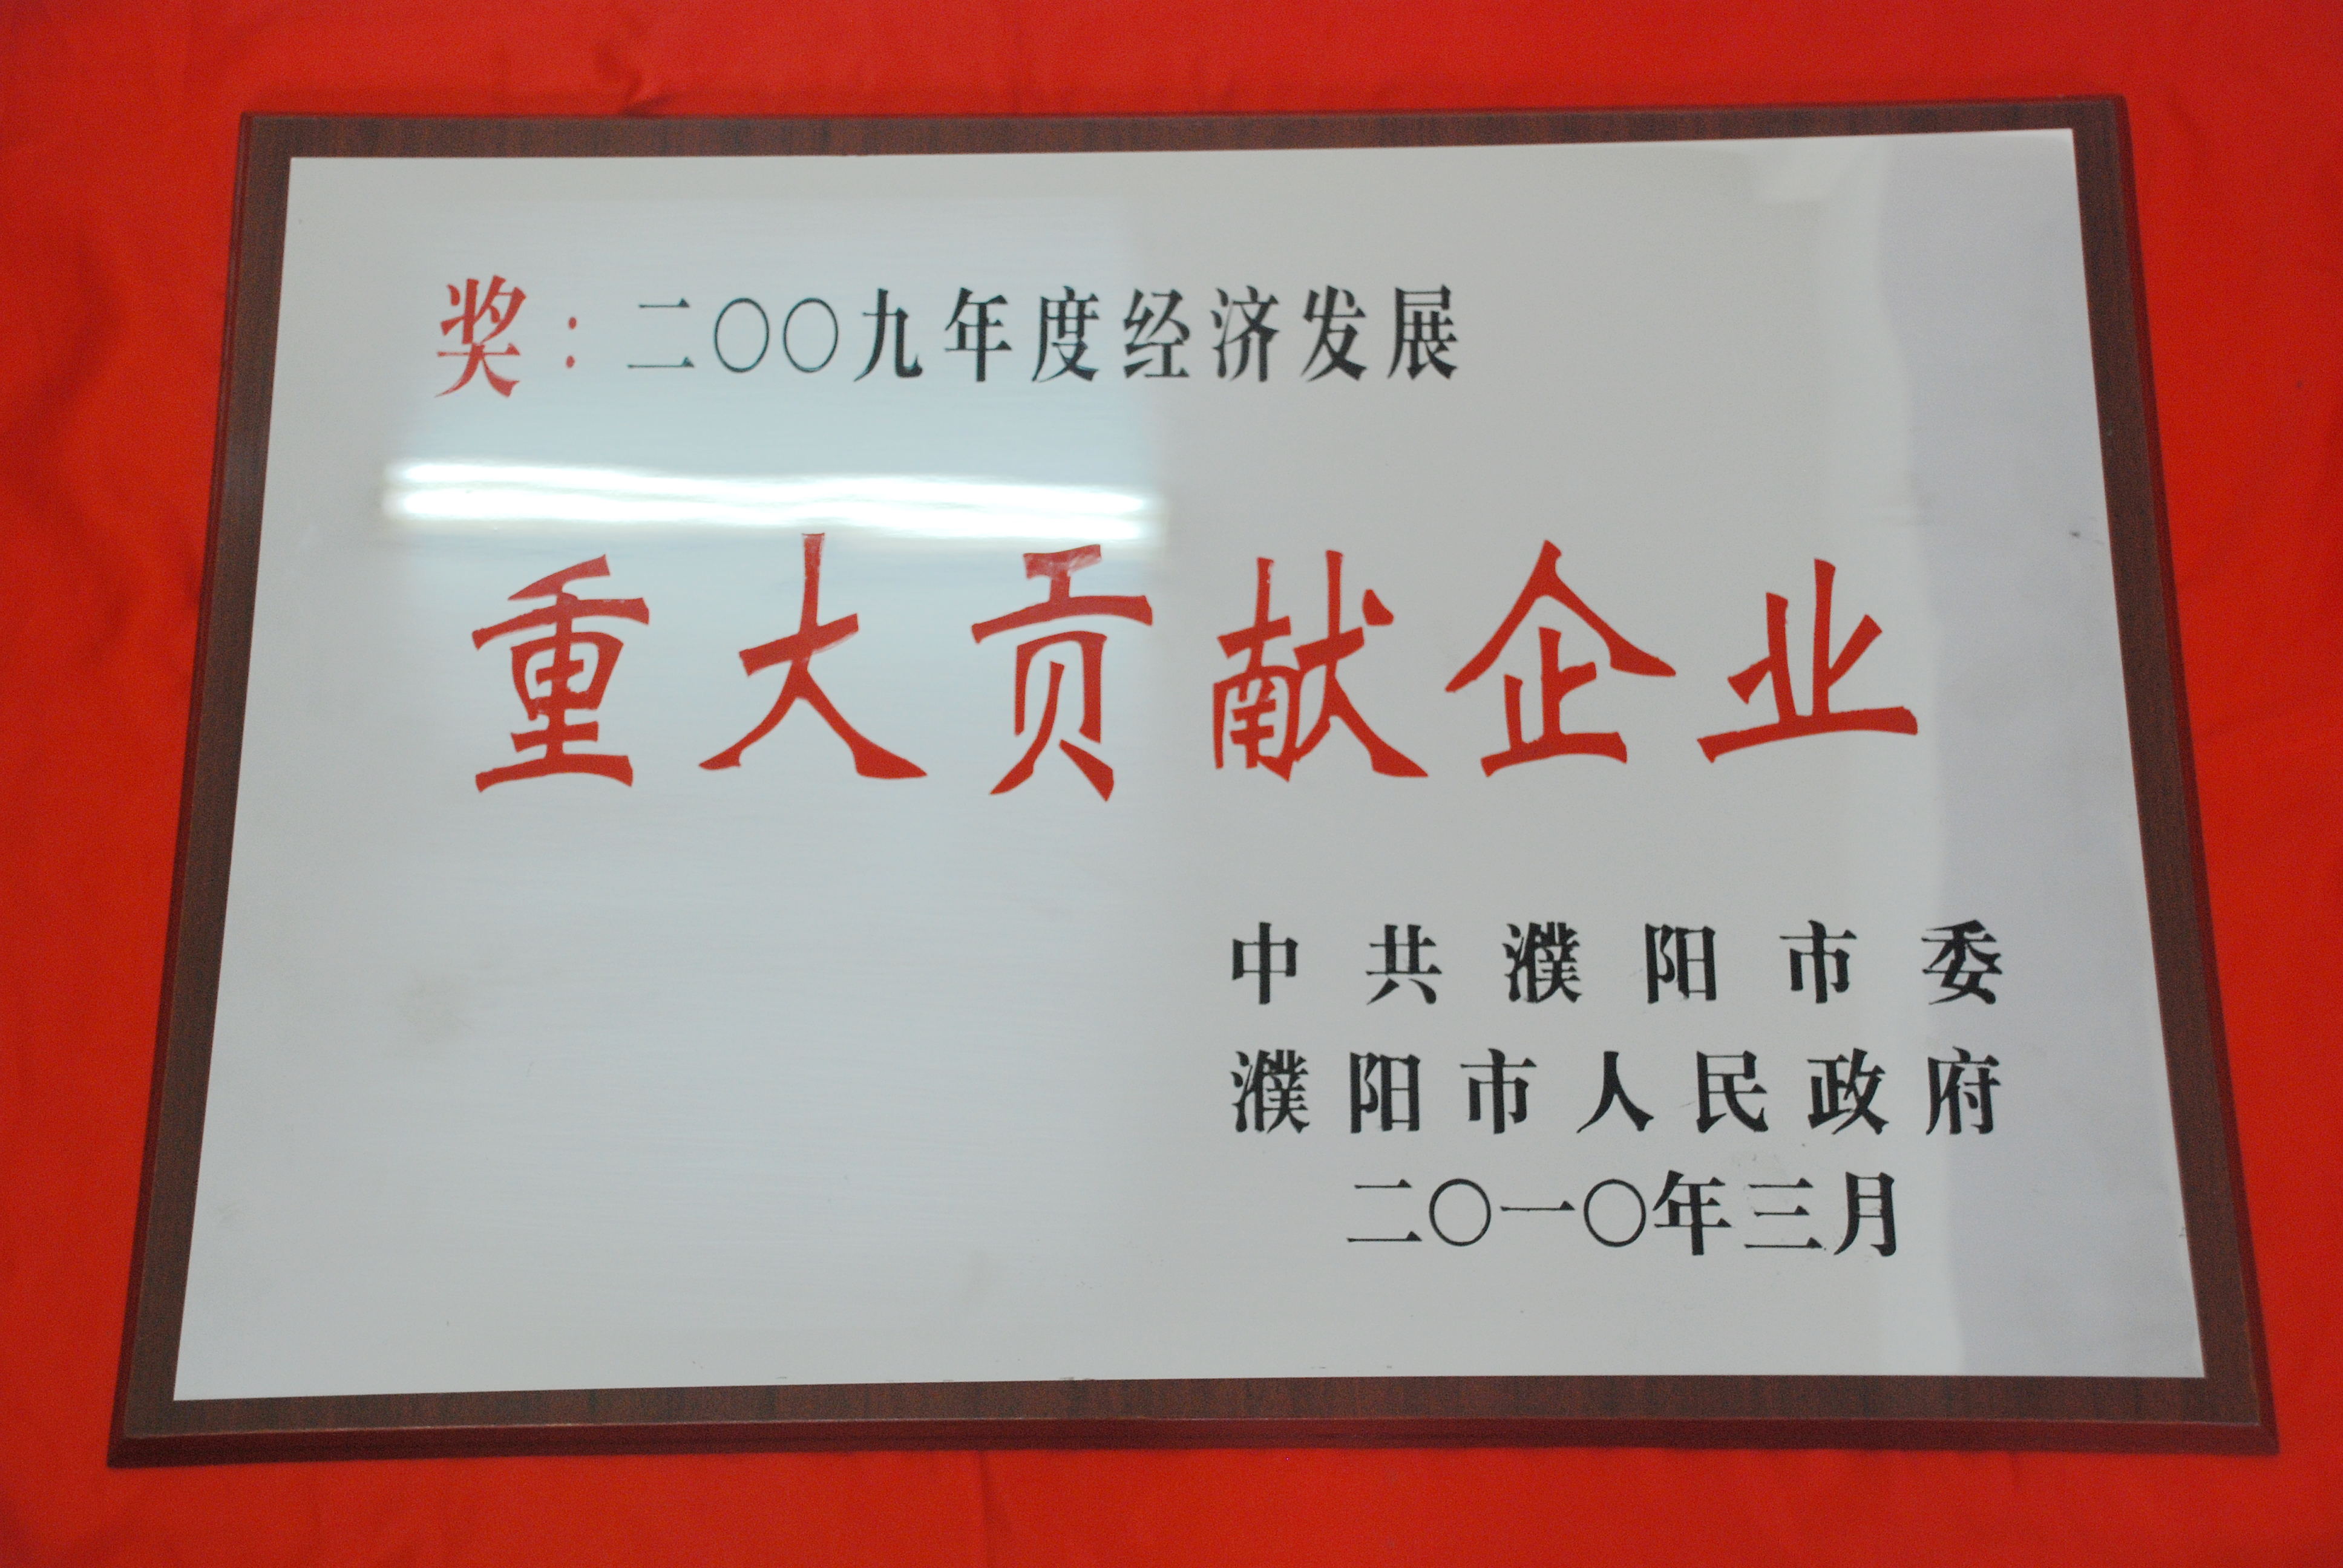 奖：二〇〇九年度经济发展
重大贡献企业
中共濮阳市委
濮阳市人民政府
二〇一〇年三月